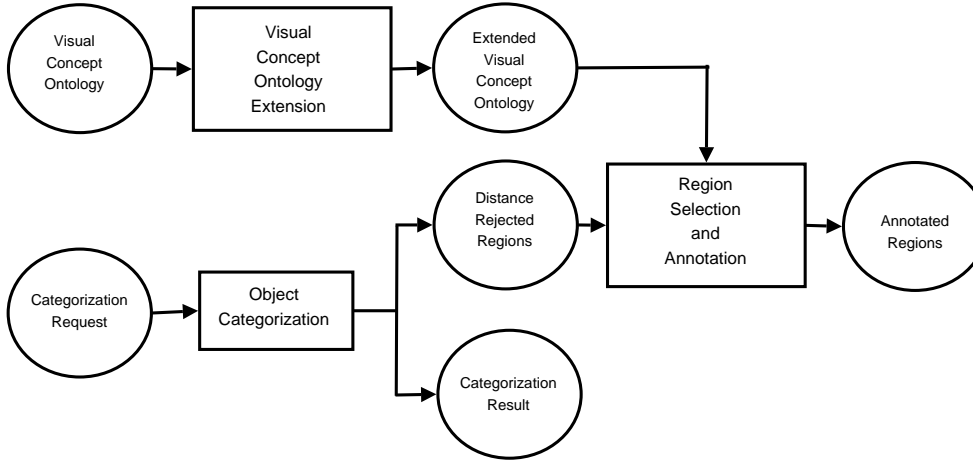 Visual
Concept
Ontology
Visual
Concept
Ontology
Extension
Extended
Visual
Concept
Ontology
Distance
Rejected
Regions
Region
Selection
and
Annotation
Annotated
Regions
Categorization
Request
Object
Categorization
Categorization
Result